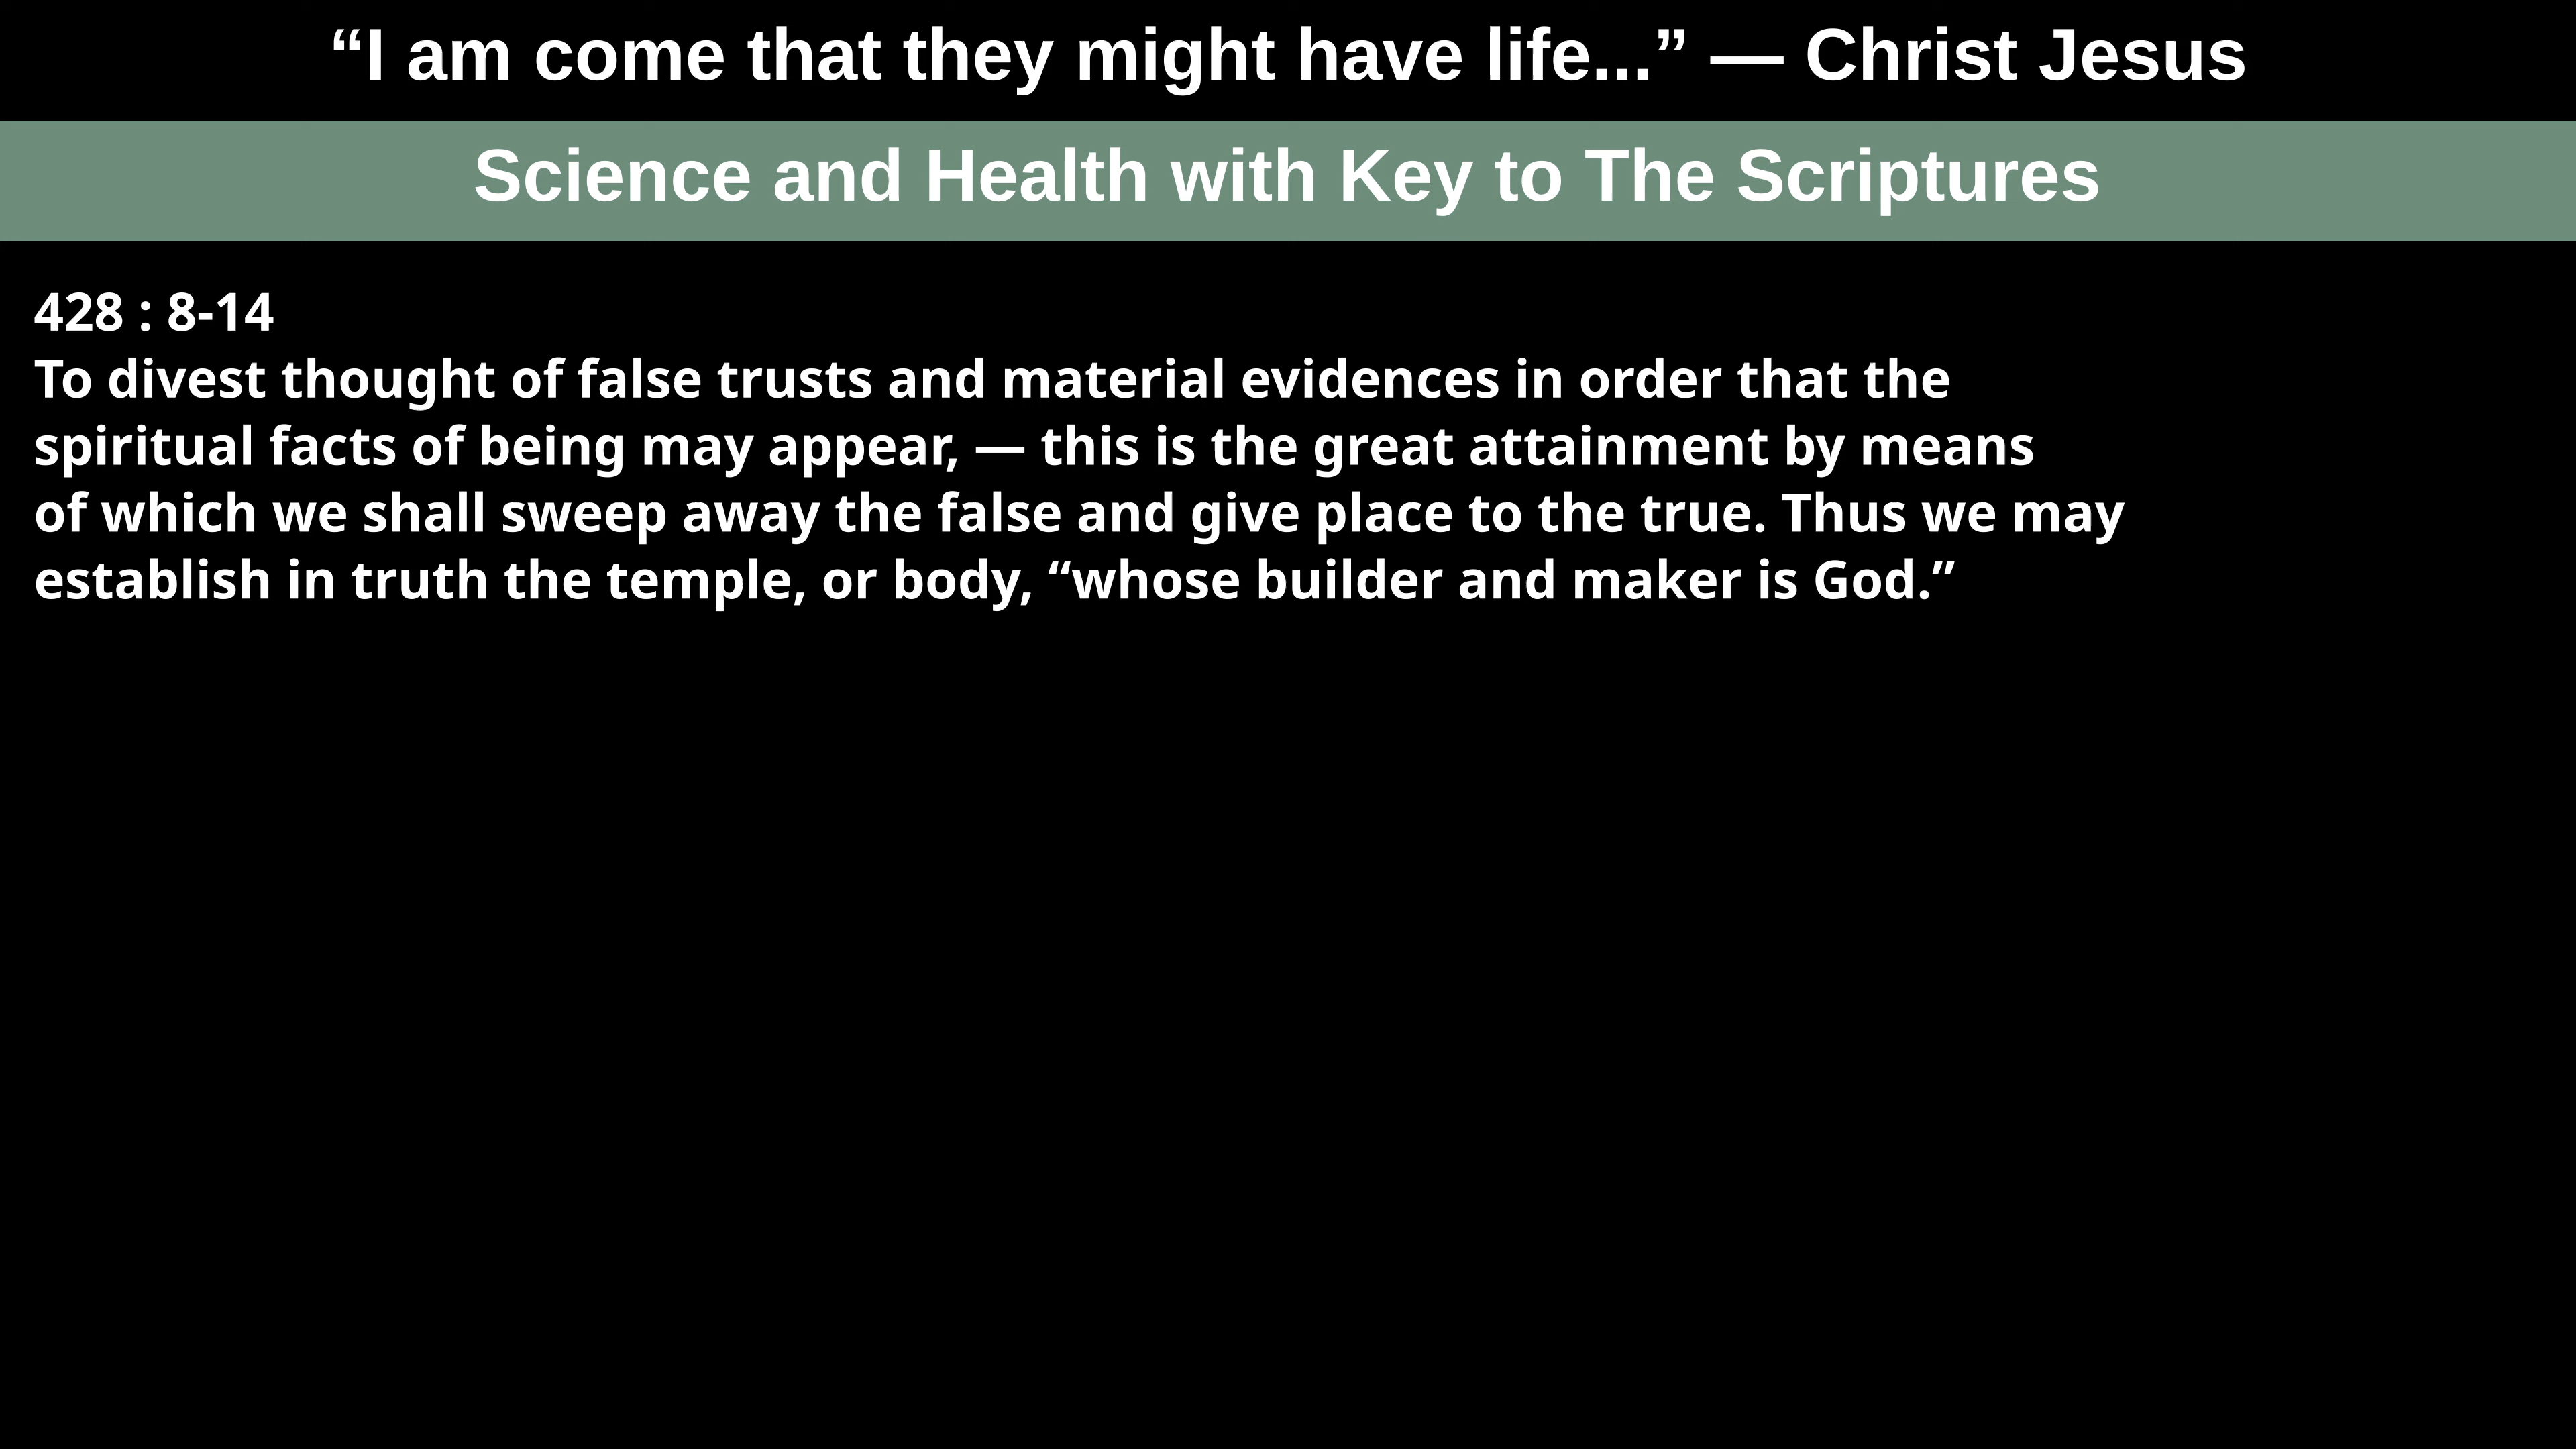 “I am come that they might have life...” — Christ Jesus
Science and Health with Key to The Scriptures
428 : 8-14
To divest thought of false trusts and material evidences in order that the
spiritual facts of being may appear, — this is the great attainment by means
of which we shall sweep away the false and give place to the true. Thus we may
establish in truth the temple, or body, “whose builder and maker is God.”